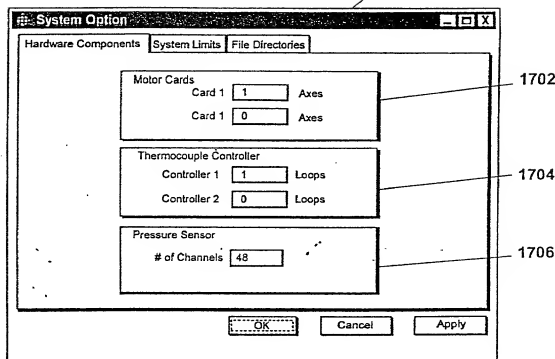 System Option
Hardware Components System Limits File Directories
Motor Cards
Card 1 1 Axes
Card 1 0 Axes
1702
Thermocouple Controller
Controller 1 1 Loops
Controller 2 0 Loops
1704
Pressure Sensor
# of Channels 48
1706
OK Cancel Apply